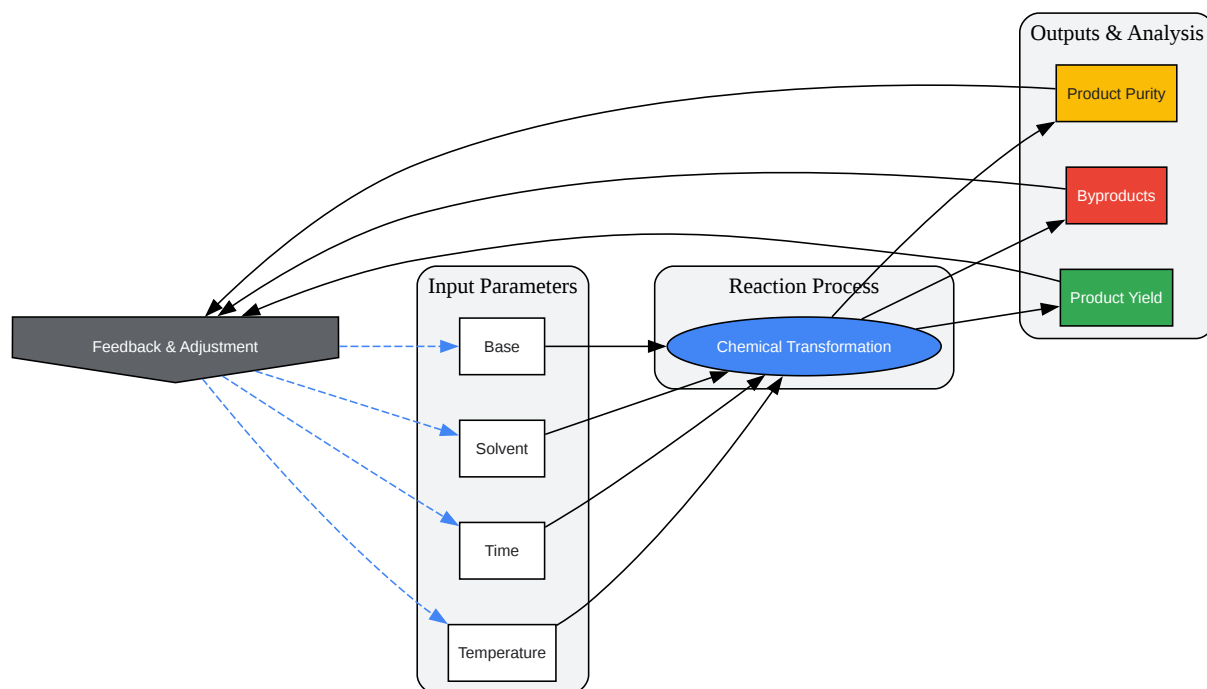 Outputs & Analysis
Product Purity
Byproducts
Product Yield
Input Parameters
Reaction Process
Feedback & Adjustment
Base
Chemical Transformation
Solvent
Time
Temperature